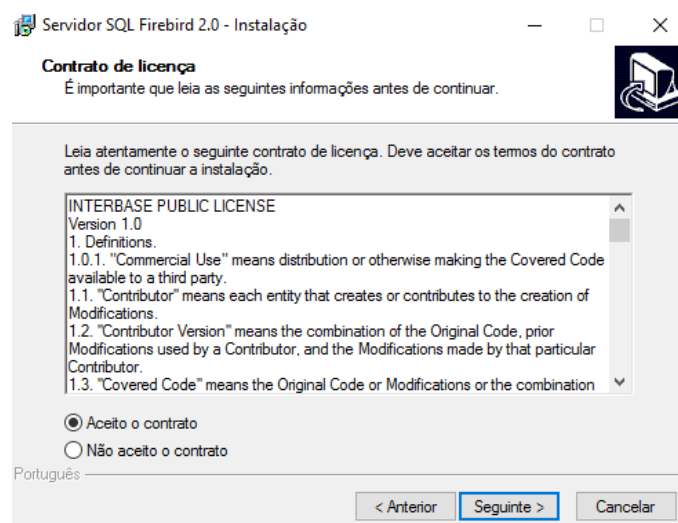 Servidor SQL Firebird 2.0 - Instalação
Contrato de licença
É importante que leia as seguintes informações antes de continuar.
Leia atentamente o seguinte contrato de licença. Deve aceitar os termos do contrato
antes de continuar a instalação.
INTERBASE PUBLIC LICENSE
Version 1.0
1. Definitions.
1.0.1. "Commercial Use" means distribution or otherwise making the Covered Code
available to a third party.
1.1. "Contributor" means each entity that creates or contributes to the creation of
Modifications.
1.2. "Contributor Version" means the combination of the Original Code, prior
Modifications used by a Contributor, and the Modifications made by that particular
Contributor.
1.3. "Covered Code" means the Original Code or Modifications or the combination
Aceito o contrato
Não aceito o contrato
Português
< Anterior
Seguinte >
Cancelar